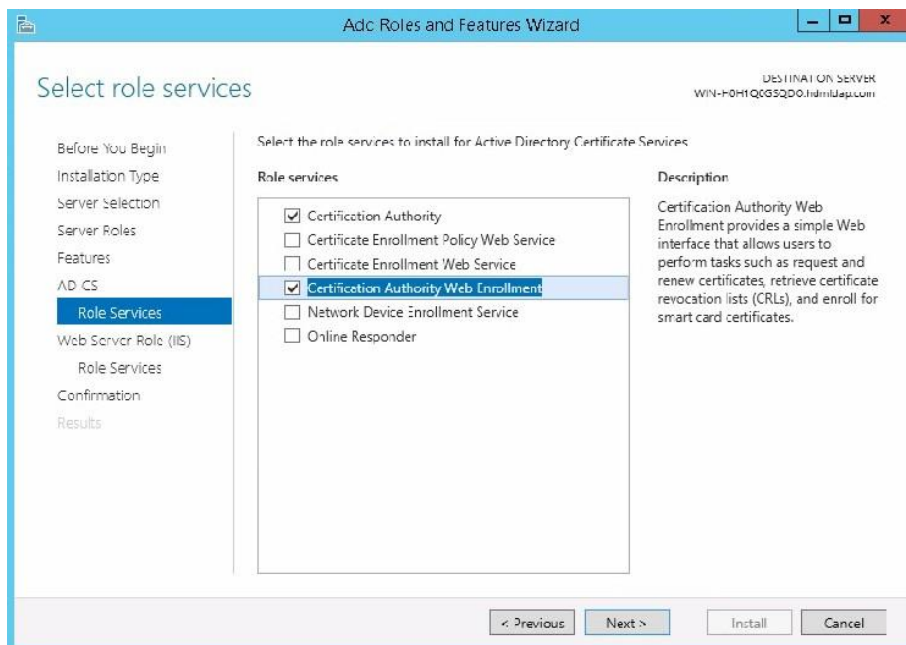 Adc Roles and Features Wizard
Select role services
DESTINATION SERVER
Before You Begin
Installation Type
Server Selection
Server Roles
Features
AD CS
Role Services
Web Server Role (IIS)
Role Services
Confirmation
Results
Select the role services to install for Active Directory Certificate Services
Role services
Certification Authority
Certificate Enrollment Policy Web Service
Certificate Enrollment Web Service
Certification Authority Web Enrollment
Network Device Enrollment Service
Online Responder
Description
Certification Authority Web
Enrollment provides a simple Web
interface that allows users to
perform tasks such as request and
renew certificates, retrieve certificate
revocation lists (CRLs), and enroll for
smart card certificates.
< Previous
Next >
Install
Cancel